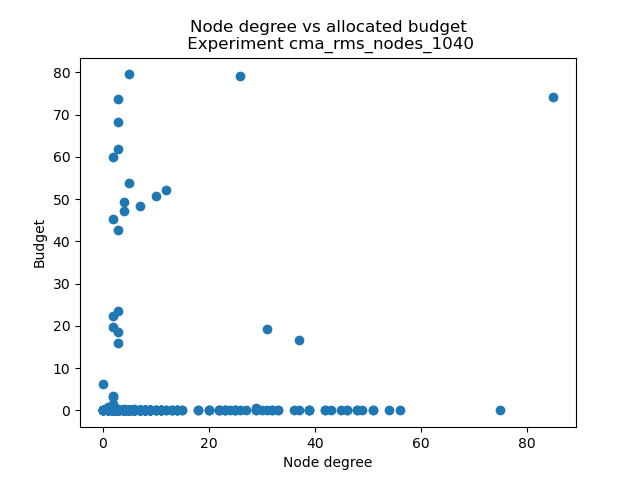 Node degree vs allocated budget
Experiment cma_rms_nodes_1040
80
70
60
50
40
30
20
10
0
Budget
0 20 40 60 80
Node degree